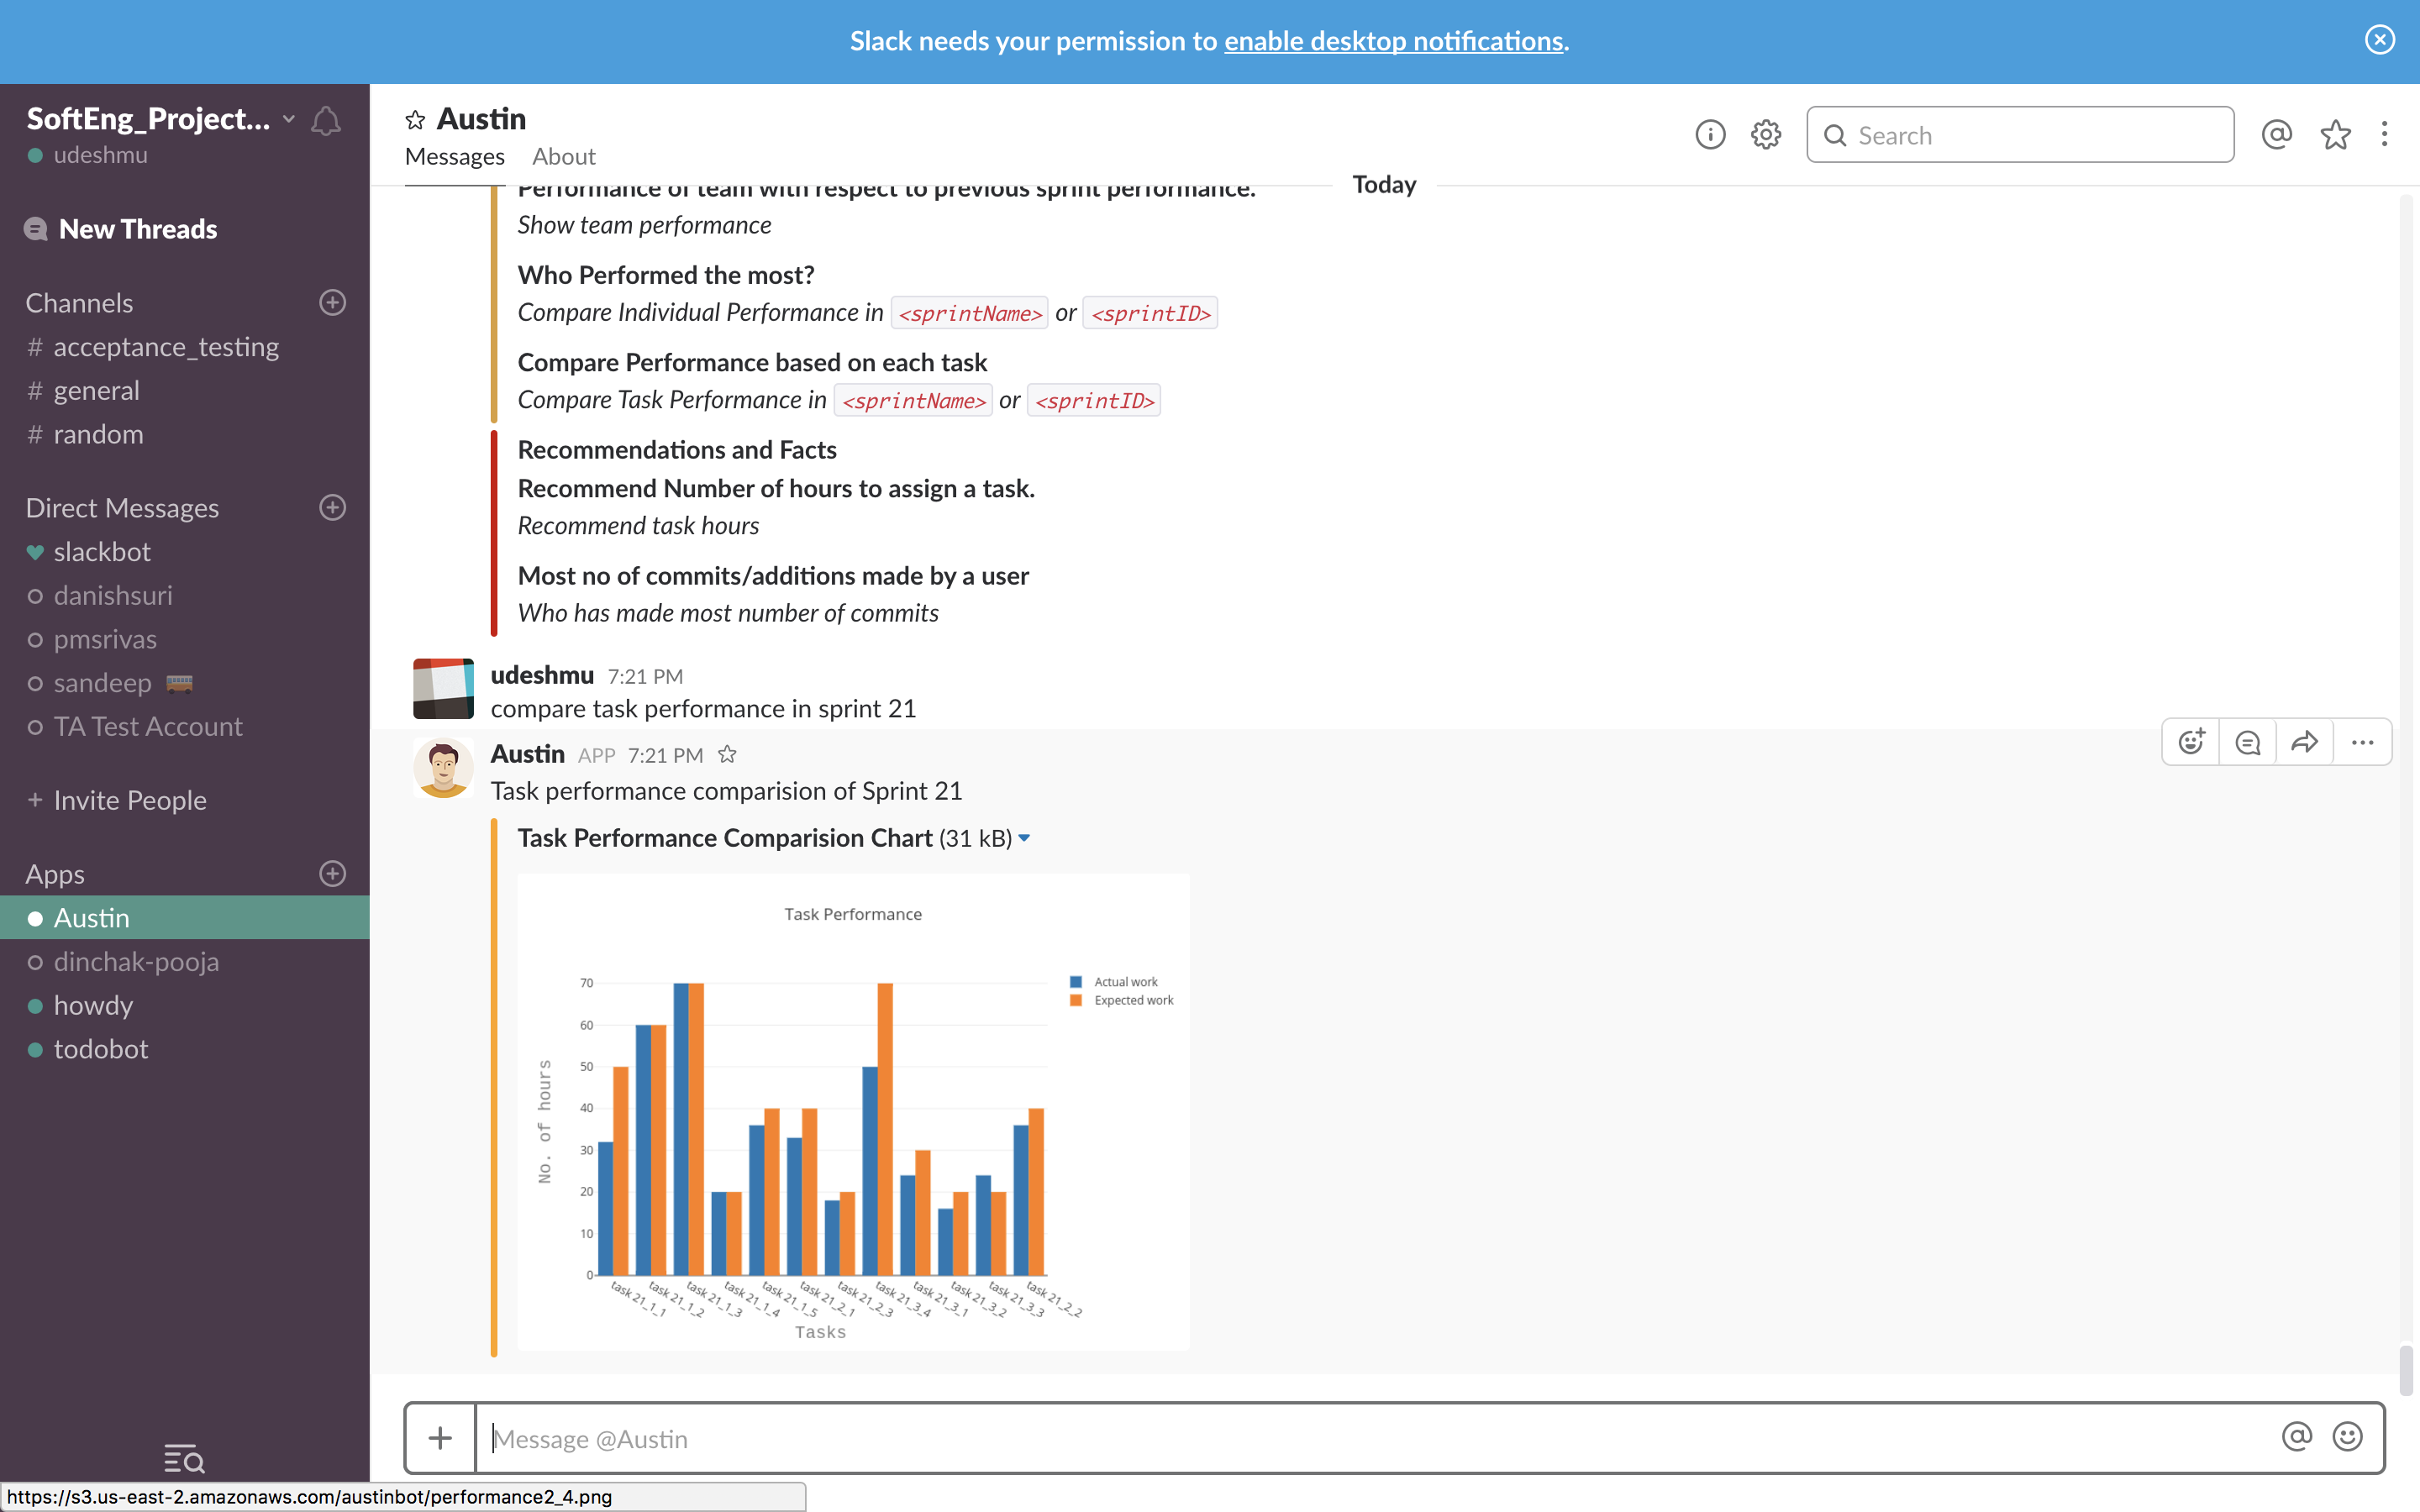 Slack needs your permission to enable desktop notifications.
SoftEng_Project...
udeshmu
New Threads
Channels
# acceptance_testing
# general
# random
Direct Messages
slackbot
danishsuri
pmsrivas
sandeep
TA Test Account
+ Invite People
Apps
Austin
dinchak-pooja
howdy
todobot
Austin
Messages About
Search
Today
Performance of team with respect to previous sprint performance.
Show team performance
Who Performed the most?
Compare Individual Performance in <sprintName> or <sprintID>
Compare Performance based on each task
Compare Task Performance in <sprintName> or <sprintID>
Recommendations and Facts
Recommend Number of hours to assign a task.
Recommend task hours
Most no of commits/additions made by a user
Who has made most number of commits
udeshmu 7:21 PM
compare task performance in sprint 21
Austin APP 7:21 PM
Task performance comparision of Sprint 21
Task Performance Comparision Chart (31 kB)
Task Performance
Actual work
Expected work
No. of hours
70
60
50
40
30
20
10
0
task 21_1_1
task 21_1_2
task 21_1_3
task 21_1_4
task 21_1_5
task 21_2_1
task 21_2_3
task 21_3_4
task 21_3_1
task 21_3_2
task 21_3_3
task 21_2_2
Tasks
Message @Austin
https://s3.us-east-2.amazonaws.com/austinbot/performance2_4.png